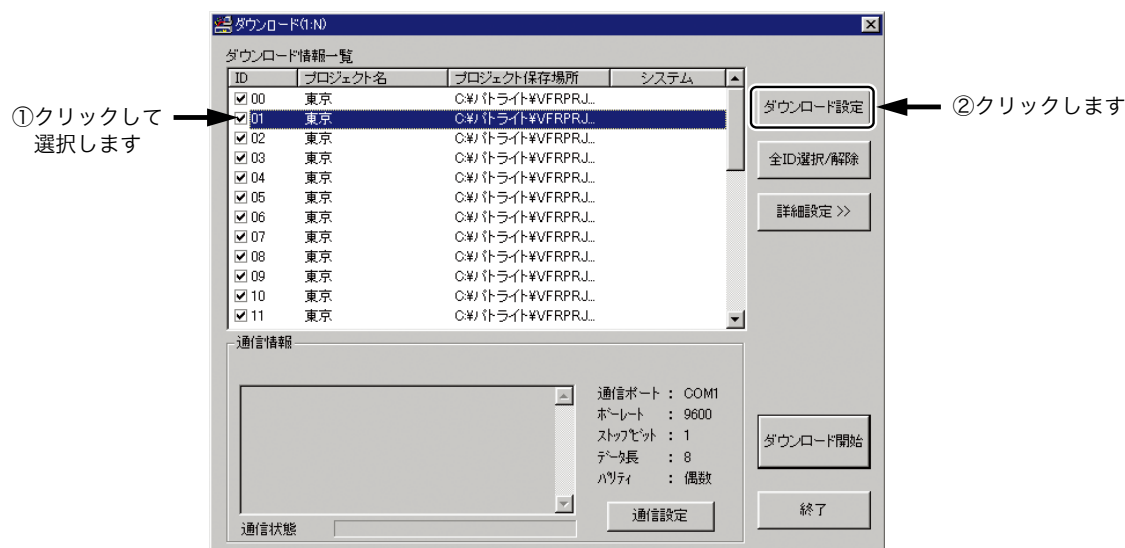 ダウンロード(1:N)
ダウンロード情報一覧
ID プロジェクト名 プロジェクト保存場所 システム
00 東京 C:¥パトライト¥VFRPRJ...
01 東京 C:¥パトライト¥VFRPRJ...
02 東京 C:¥パトライト¥VFRPRJ...
03 東京 C:¥パトライト¥VFRPRJ...
04 東京 C:¥パトライト¥VFRPRJ...
05 東京 C:¥パトライト¥VFRPRJ...
06 東京 C:¥パトライト¥VFRPRJ...
07 東京 C:¥パトライト¥VFRPRJ...
08 東京 C:¥パトライト¥VFRPRJ...
09 東京 C:¥パトライト¥VFRPRJ...
10 東京 C:¥パトライト¥VFRPRJ...
11 東京 C:¥パトライト¥VFRPRJ...
①クリックして
選択します
ダウンロード設定
②クリックします
全ID選択/解除
詳細設定 >>
通信情報
通信ポート : COM1
ボーレート : 9600
ストップビット : 1
データ長 : 8
パリティ : 偶数
通信設定
通信状態
ダウンロード開始
終了